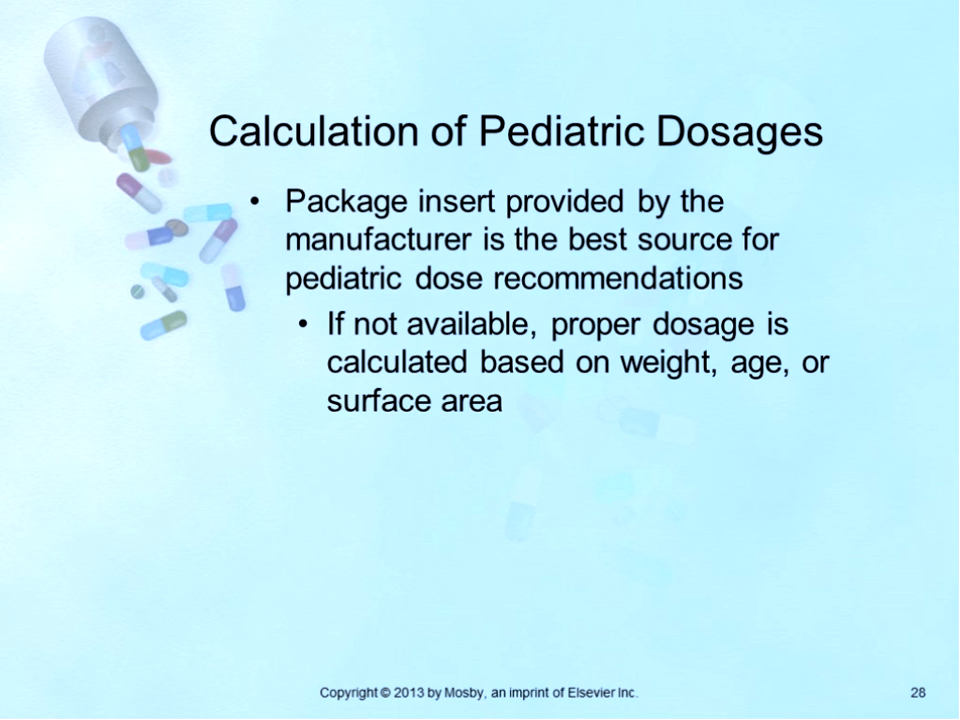 Calculation of Pediatric Dosages
• Package insert provided by the
manufacturer is the best source for
pediatric dose recommendations
• If not available, proper dosage is
calculated based on weight, age, or
surface area
Copyright © 2013 by Mosby, an imprint of Elsevier Inc.
28